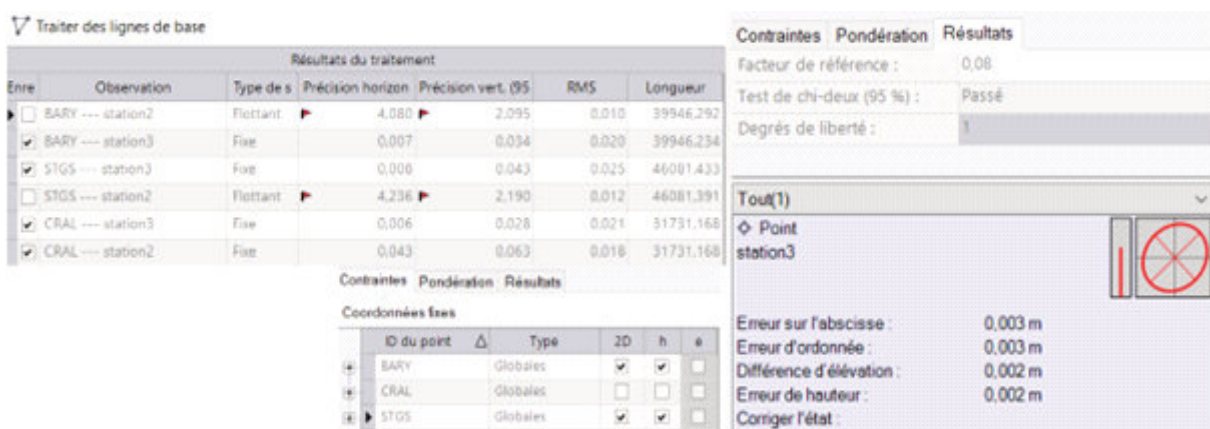 Traiter des lignes de base
Résultats du traitement
Enre Observation Type de s Précision horizon Précision vert. (95 RMS Longueur
BARY --- station2 Flottant 4,080 2,095 0,010 39946,292
BARY --- station3 Fixe 0,007 0,034 0,020 39946,234
STGS --- station3 Fixe 0,008 0,043 0,025 46081,433
STGS --- station2 Flottant 4,236 2,190 0,012 46081,391
CRAL --- station3 Fixe 0,006 0,028 0,021 31731,168
CRAL --- station2 Fixe 0,043 0,063 0,018 31731,168
Contraintes Pondération Résultats
Coordonnées fixes
ID du point Type 2D h e
BARY Globales
CRAL Globales
STGS Globales
Contraintes Pondération Résultats
Facteur de référence : 0,08
Test de chi-deux (95 %) : Passé
Degrés de liberté : 1
Tout(1)
Point
station3
Erreur sur l'abscisse : 0,003 m
Erreur d'ordonnée : 0,003 m
Différence d'élévation : 0,002 m
Erreur de hauteur : 0,002 m
Corriger l'état :